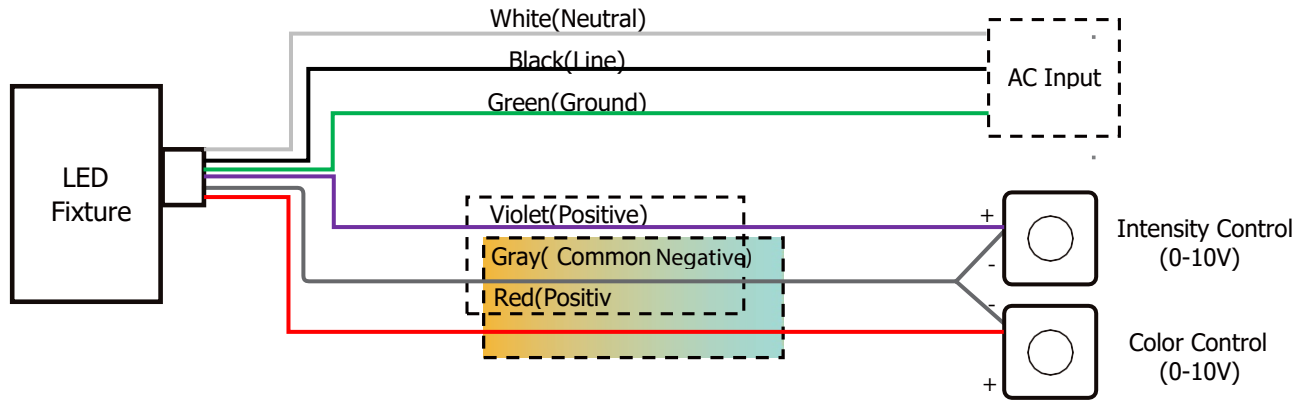 White(Neutral)
Black(Line)
AC Input
Green(Ground)
LED
Fixture
Violet(Positive)
+
Intensity Control
(0-10V)
Gray( Common Negative)
-
Red(Positiv
-
Color Control
(0-10V)
+